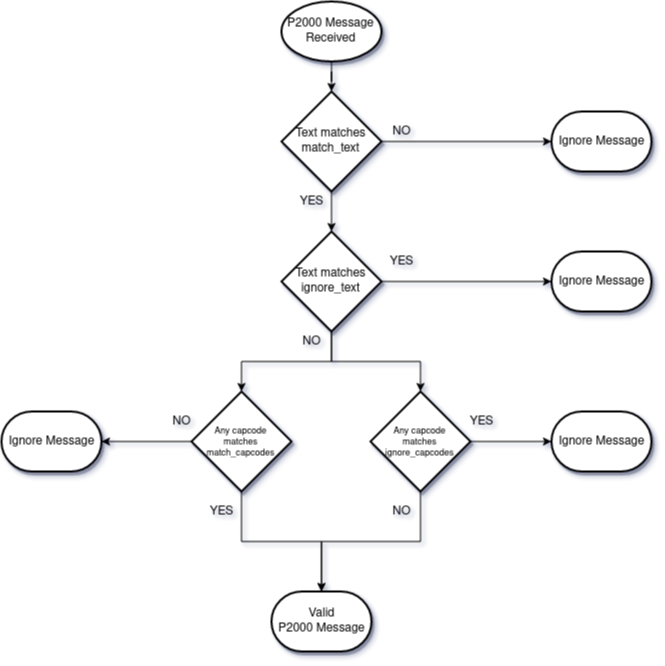 P2000 Message
Received
Text matches
match_text
NO
Ignore Message
YES
Text matches
ignore_text
YES
Ignore Message
NO
Ignore Message
NO
Any capcode
matches
match_capcodes
Any capcode
matches
ignore_capcodes
YES
Ignore Message
YES
NO
Valid
P2000 Message